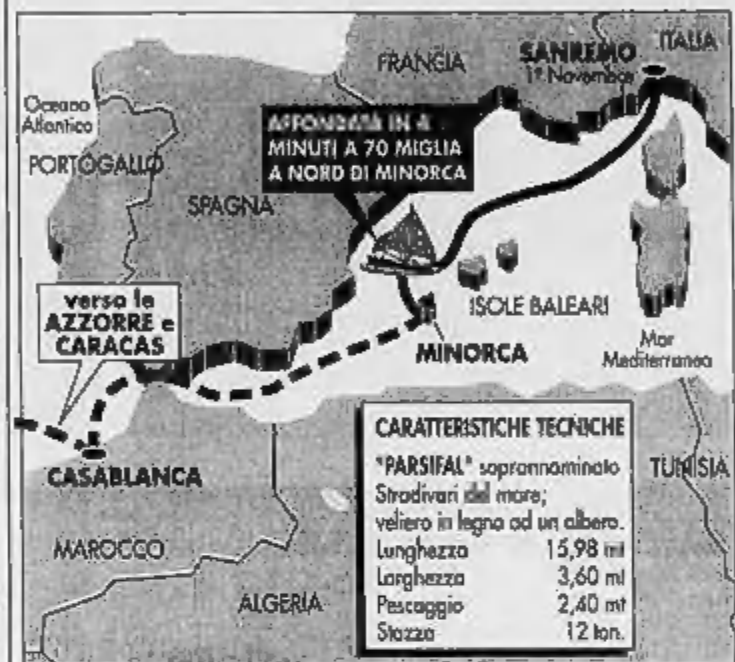 FRANCIA
SANREMO
1° Novembre
ITALIA
Oceano
Atlantico
PORTOGALLO
SPAGNA
AFFONDATA IN 4
MINUTI A 70 MIGLIA
A NORD DI MINORCA
verso le
AZZORRE e
CARACAS
ISOLE BALEARI
MINORCA
Mar
Mediterraneo
CASABLANCA
MAROCCO
ALGERIA
TUNISIA
CARATTERISTICHE TECNICHE
"PARSIFAL" soprannominato
Stradivari del mare;
veliero in legno ad un albero.
Lunghezza 15,98 mt
Larghezza 3,60 mt
Pescaggio 2,40 mt
Stazza 12 ton.